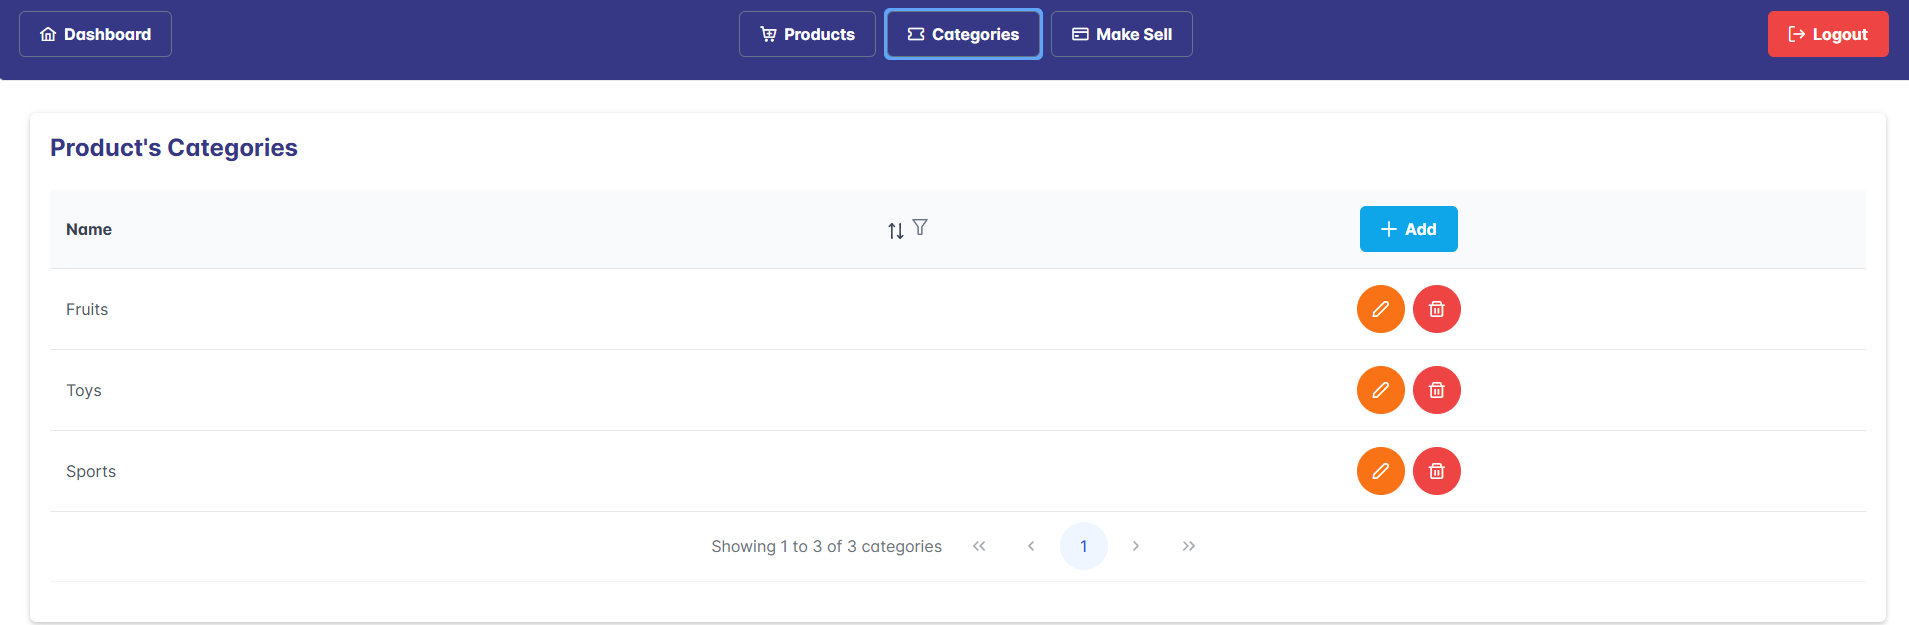 Dashboard
Products
Categories
Make Sell
Logout
Product's Categories
Name
Add
Fruits
Toys
Sports
Showing 1 to 3 of 3 categories
1